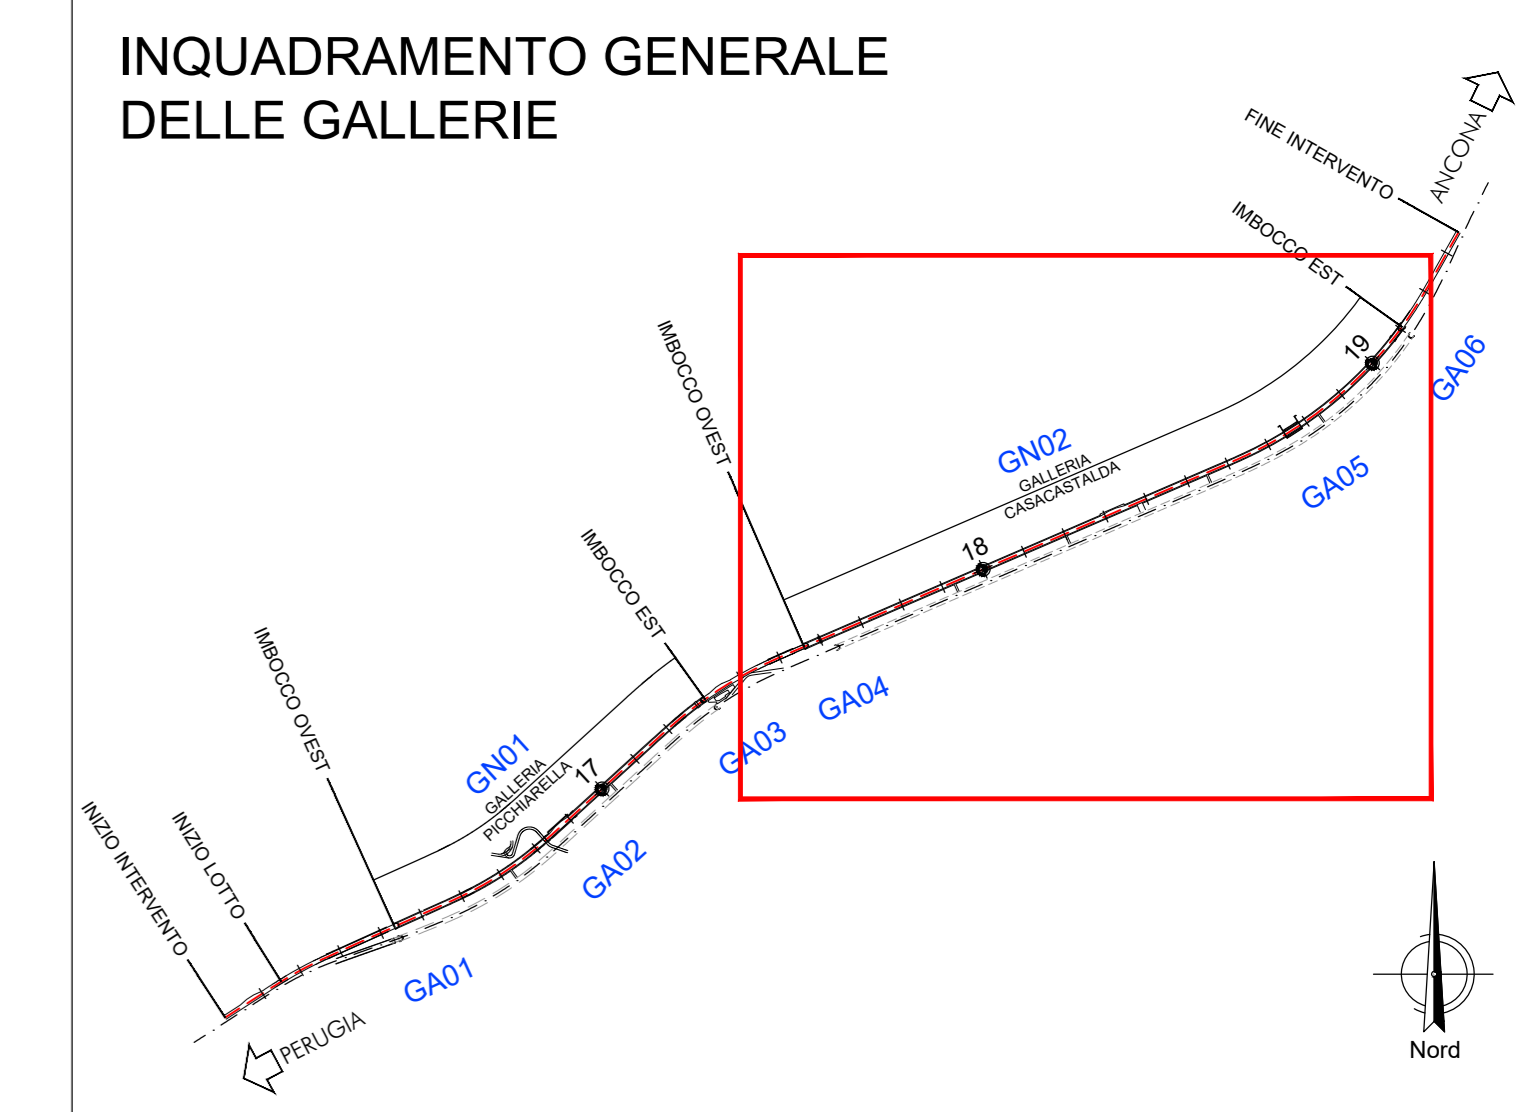 INQUADRAMENTO GENERALE
DELLE GALLERIE
ANCONA
FINE INTERVENTO
IMBOCCO EST
19
GA06
IMBOCCO OVEST
GN02
GALLERIA
CASACASTALDA
GA05
18
IMBOCCO EST
GA04
GA03
IMBOCCO OVEST
GN01
GALLERIA
PICCHIARELLA
17
GA02
INIZIO LOTTO
INIZIO INTERVENTO
GA01
PERUGIA
Nord